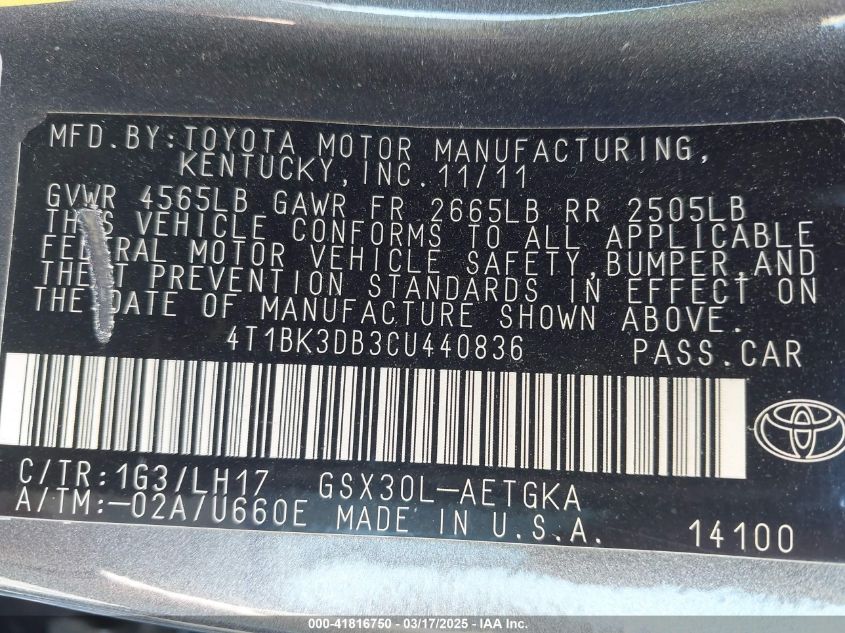 MFD.BY:TOYOTA MOTOR MANUFACTURING,
KENTUCKY,INC.11/11
GVWR 4565LB GAWR FR 2665LB RR 2505LB
THIS VEHICLE CONFORMS TO ALL APPLICABLE
FEDERAL MOTOR VEHICLE SAFETY,BUMPER,AND
THEFT PREVENTION STANDARDS IN EFFECT ON
THE DATE OF MANUFACTURE SHOWN ABOVE.
4T1BK3DB3CU440836 PASS.CAR
C/TR:1G3/LH17 GSX30L-AETGKA
A/TM:-02A/U660E MADE IN U.S.A. 14100
00-41816750 — 03/17/2025 - IAA Inc.